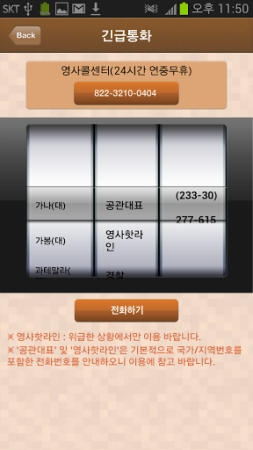 SKT 오후 11:50
Back
긴급통화
영사콜센터(24시간 연중무휴)
822-3210-0404
가나(대) 공관대표 (233-30)
277-615
가봉(대) 영사핫라
인
과테말라( 경찰
전화하기
※ 영사핫라인 : 위급한 상황에서만 이용 바랍니다.
※ '공관대표' 및 '영사핫라인'은 기본적으로 국가/지역번호를
포함한 전화번호를 안내하오니 이용에 참고 바랍니다.